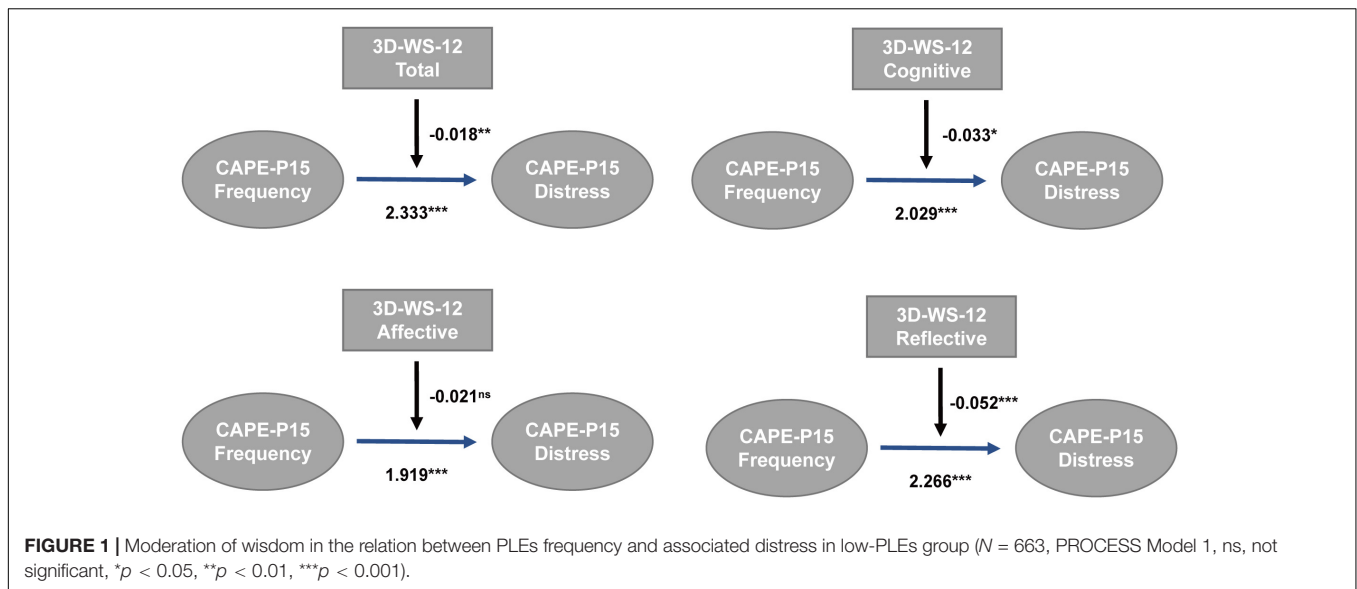 3D-WS-12
Total
-0.018**
CAPE-P15
Frequency
2.333***
CAPE-P15
Distress
3D-WS-12
Cognitive
-0.033*
CAPE-P15
Frequency
2.029***
CAPE-P15
Distress
3D-WS-12
Affective
-0.021ns
CAPE-P15
Frequency
1.919***
CAPE-P15
Distress
3D-WS-12
Reflective
-0.052***
CAPE-P15
Frequency
2.266***
CAPE-P15
Distress
FIGURE 1 | Moderation of wisdom in the relation between PLEs frequency and associated distress in low-PLEs group (N = 663, PROCESS Model 1, ns, not
significant, *p < 0.05, **p < 0.01, ***p < 0.001).